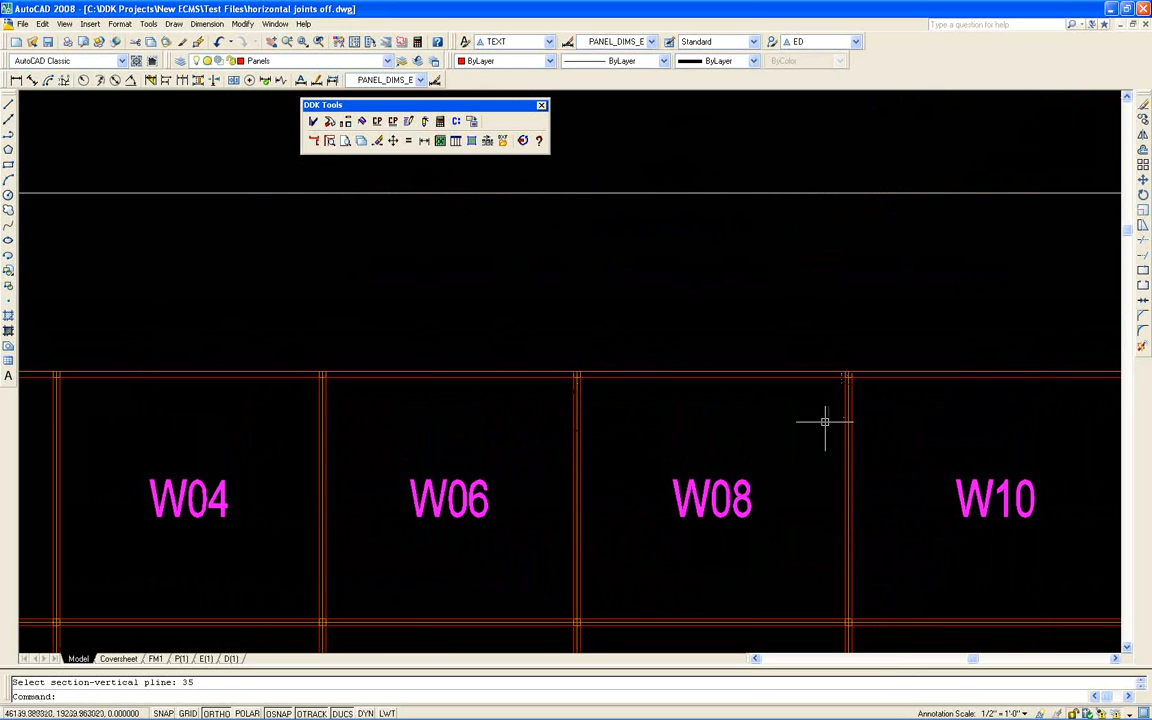 AutoCAD 2008 - [C:\DDK Projects\New ECMS\Test Files\horizontal joints off.dwg]
File Edit View Insert Format Tools Draw Dimension Modify Window Help
Type a question for help
TEXT PANEL_DIMS_E Standard ED
AutoCAD Classic Panels ByLayer ByLayer ByLayer ByColor
PANEL_DIMS_E
DDK Tools
CP CP C:
W04 W06 W08 W10
Model Coversheet FM1 P(1) E(1) D(1)
Select section-vertical pline: 35
Command:
SNAP GRID ORTHO POLAR OSNAP OTRACK DUCS DYN LWT Annotation Scale: 1/2" = 1'-0"